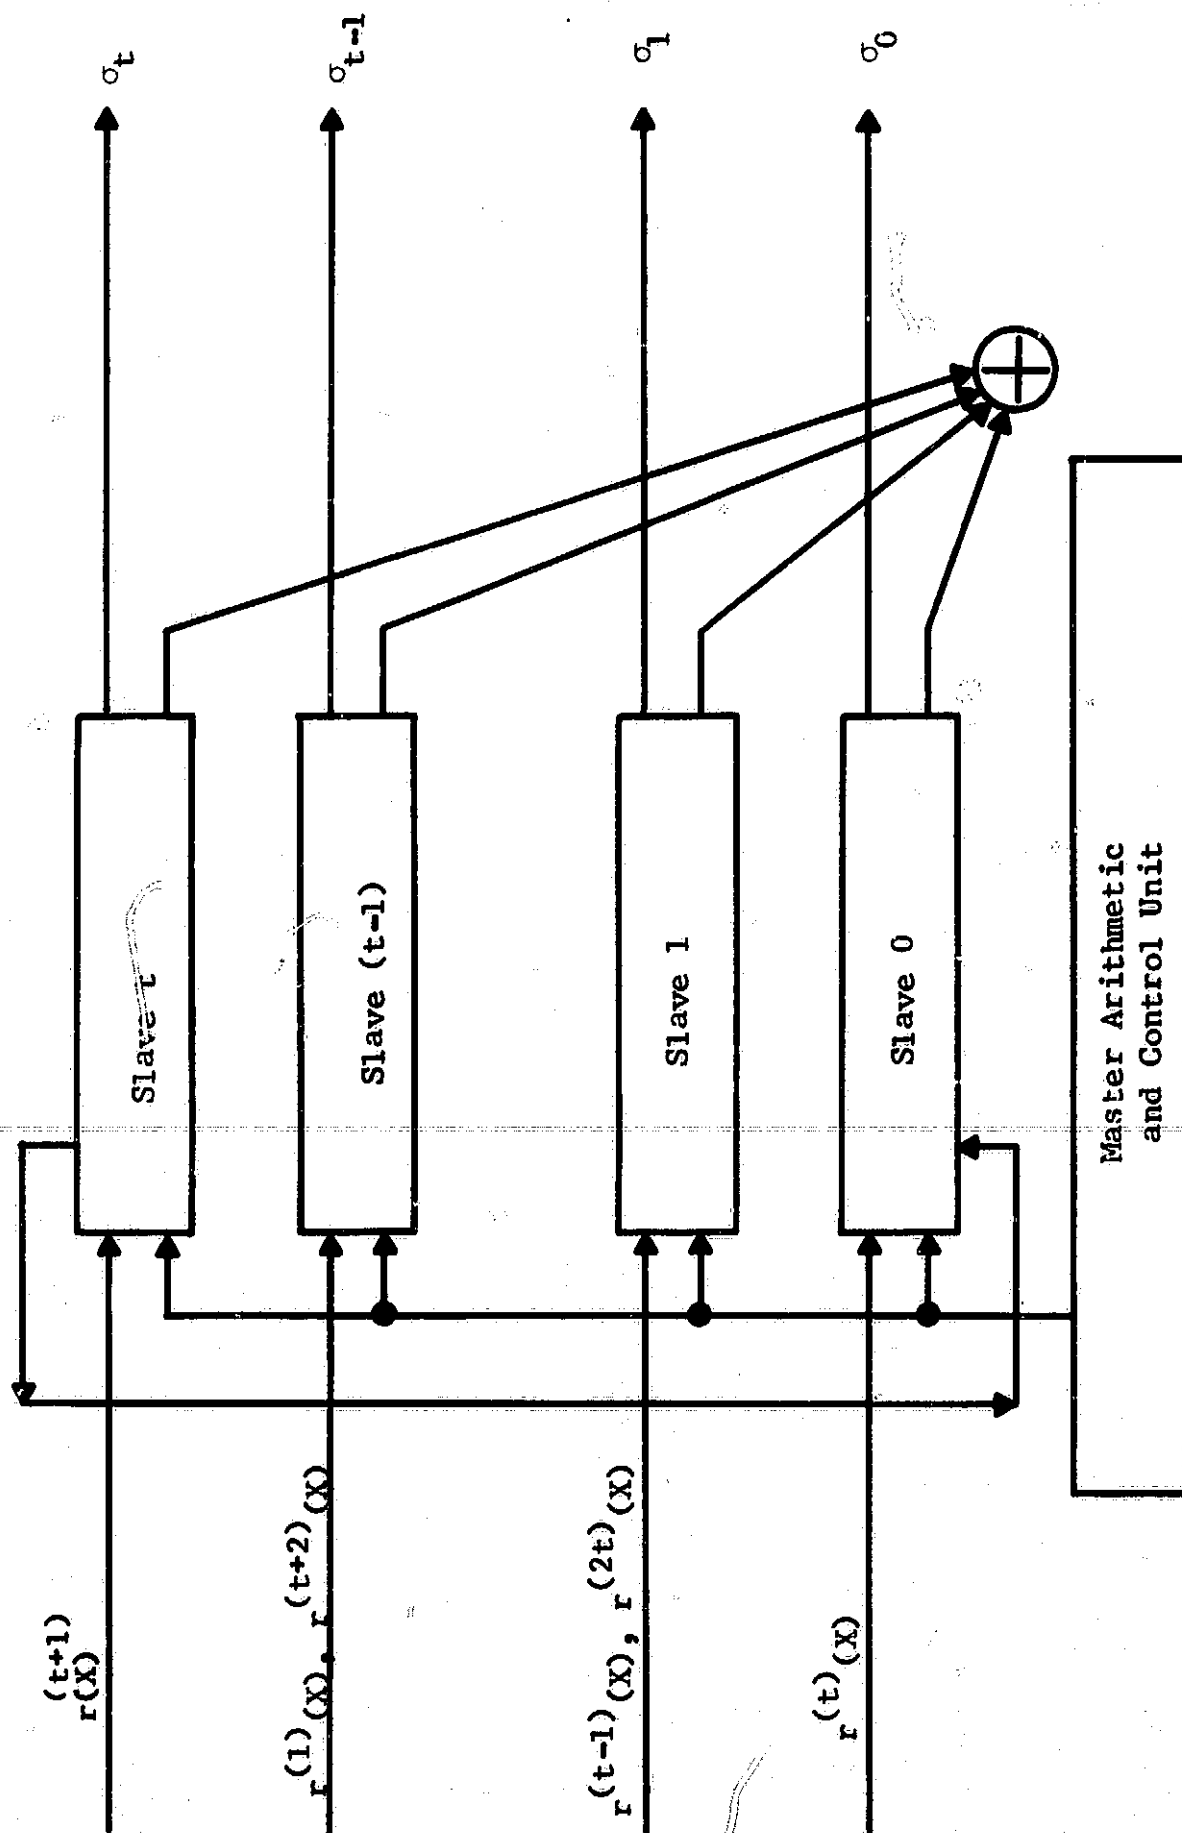 σₜ
σₜ₋₁
σ₁
σ₀
Slave t
Slave (t-1)
Slave 1
Slave 0
Master Arithmetic
and Control Unit
r(X)⁽ᵗ⁺¹⁾
r⁽¹⁾(X), r⁽ᵗ⁺²⁾(X)
r⁽ᵗ⁻¹⁾(X), r⁽²ᵗ⁾(X)
r⁽ᵗ⁾(X)